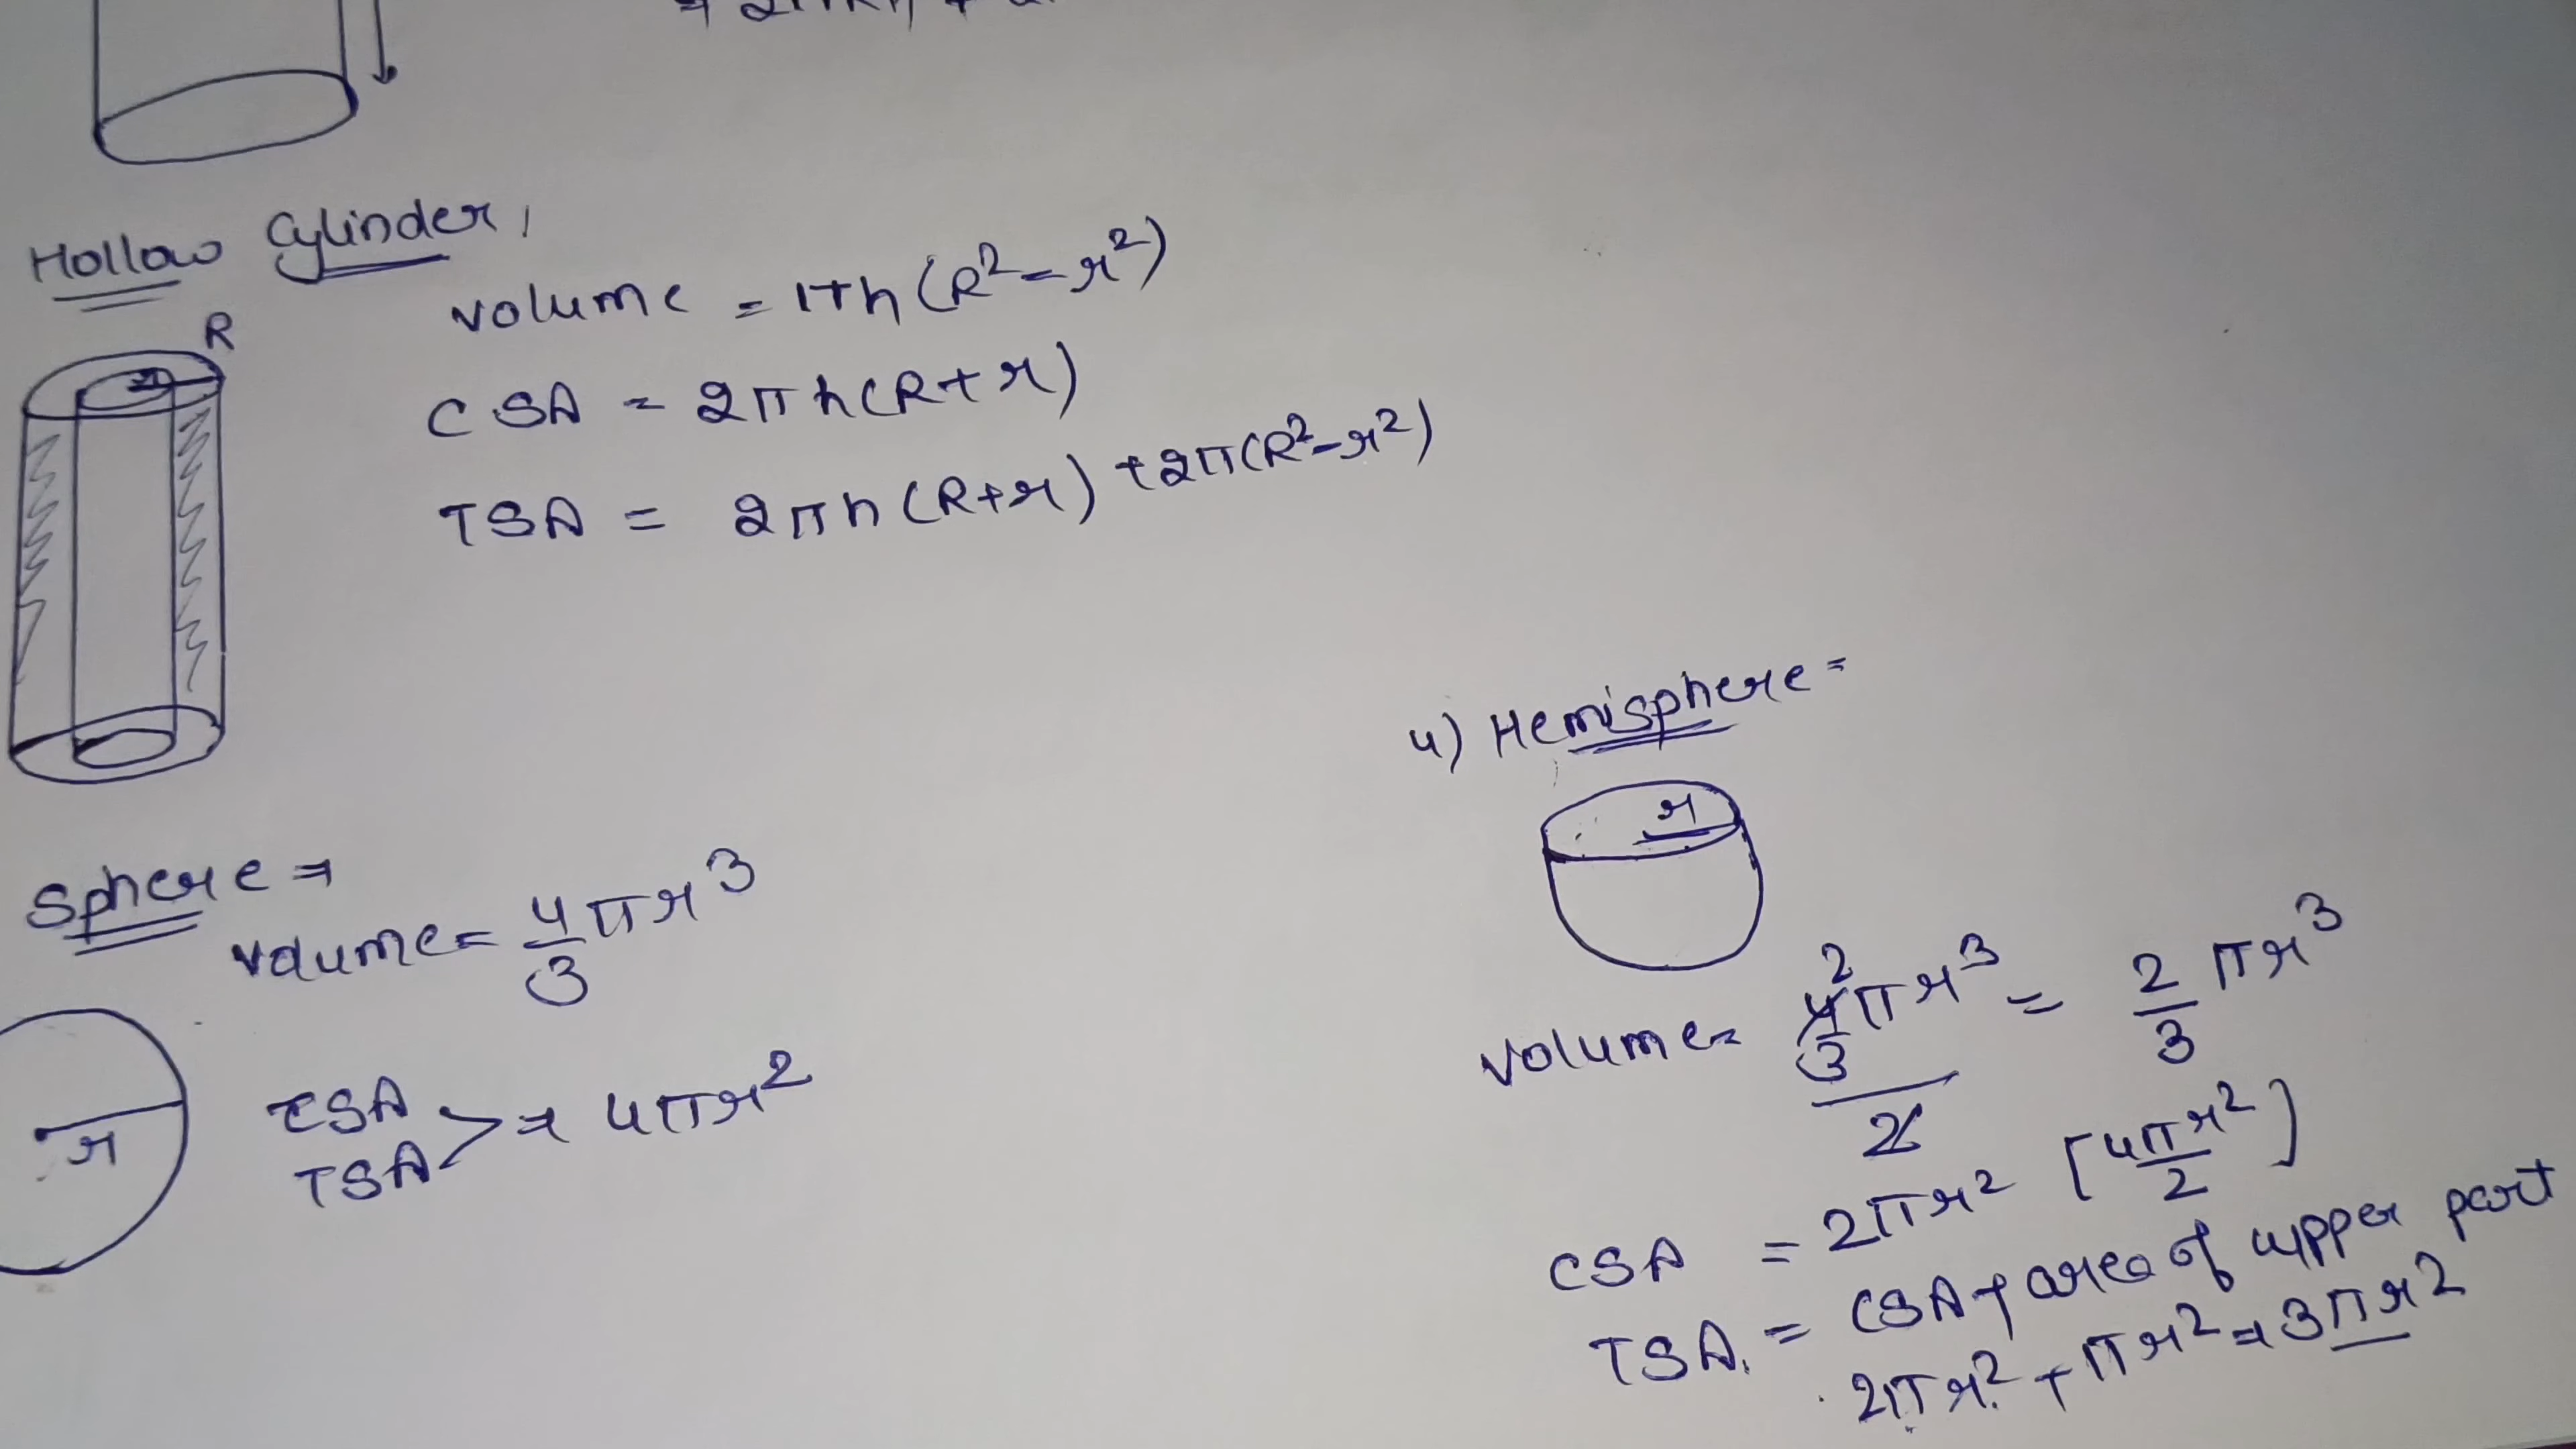 Hollow Cylinder,
R
r
volume = πh (R² - r²)
CSA = 2πh(R+r)
TSA = 2πh (R+r) + 2π(R²-r²)
Sphere ⇒
volume = 4/3 πr³
r
CSA
TSA > ⇒ 4πr²
4) Hemisphere =
r
volume = (4/3 πr³)/2 = 2/3 πr³
2
CSA = 2πr² [4πr²/2]
TSA. = CSA + area of upper part
2πr² + πr² ⇒ 3πr²